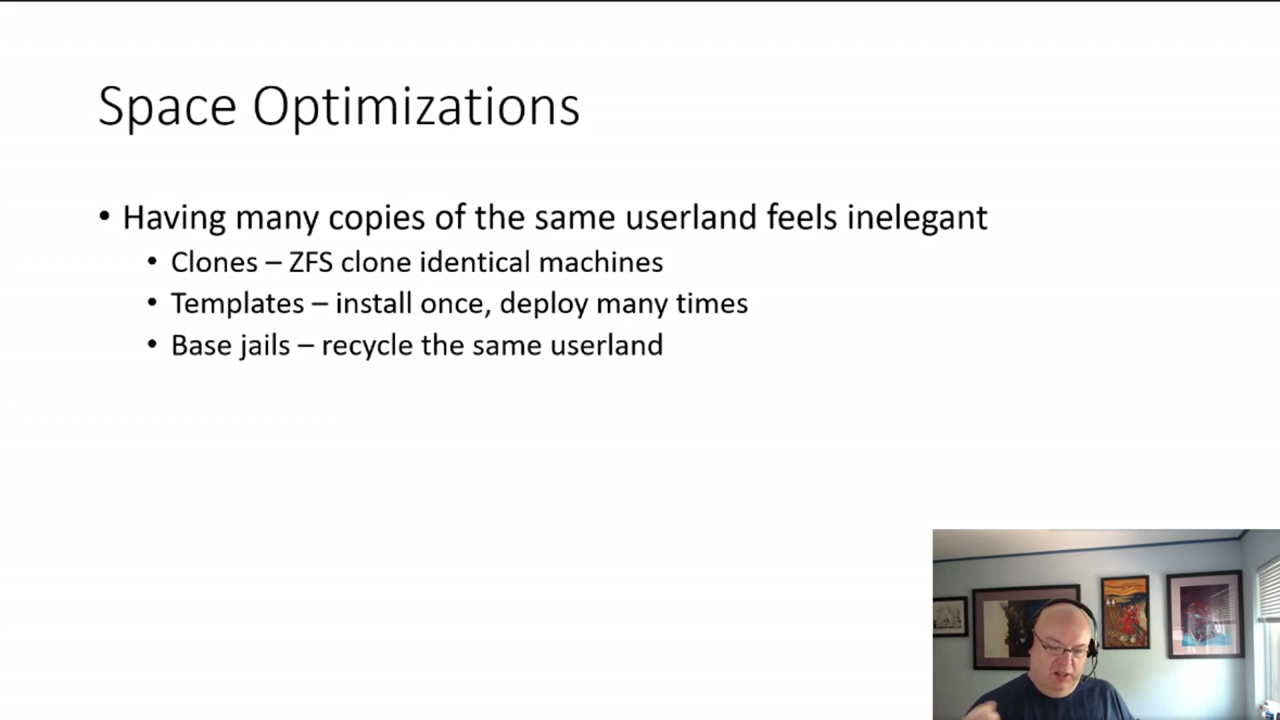 Space Optimizations
• Having many copies of the same userland feels inelegant
• Clones – ZFS clone identical machines
• Templates – install once, deploy many times
• Base jails – recycle the same userland